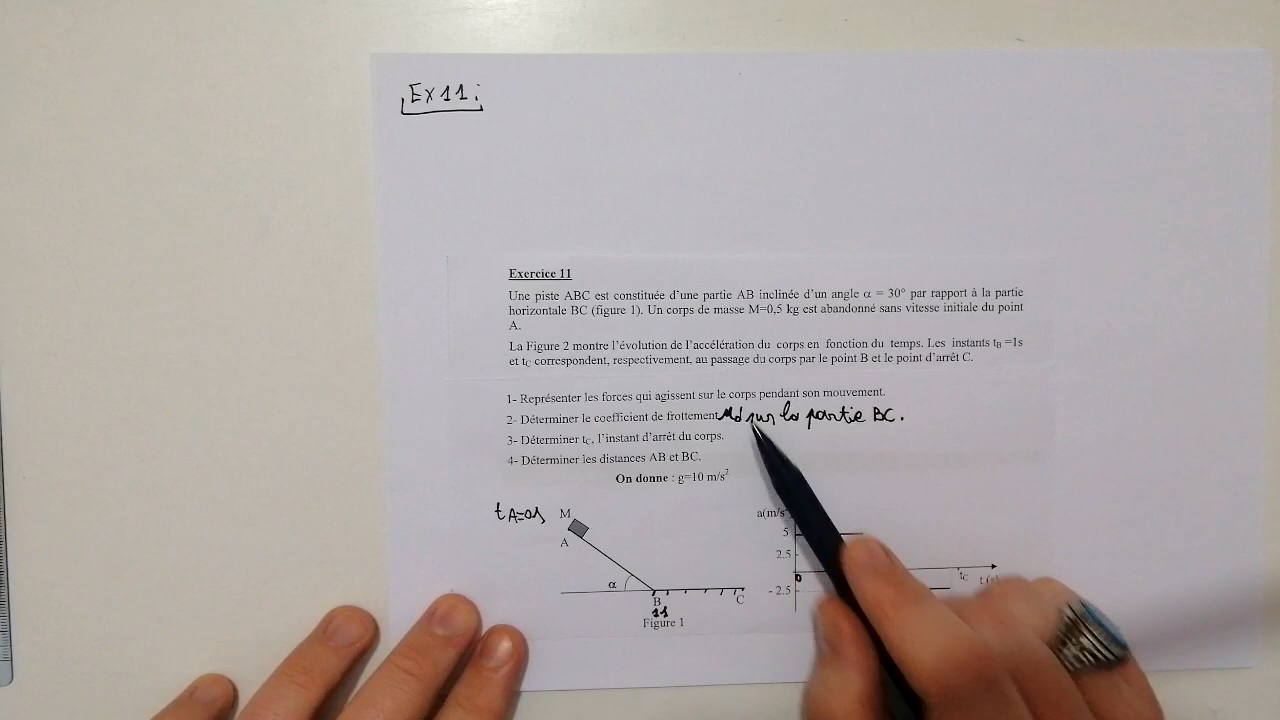 EX 11:
Exercice 11
Une piste ABC est constituée d'une partie AB inclinée d'un angle α = 30° par rapport à la partie
horizontale BC (figure 1). Un corps de masse M=0,5 kg est abandonné sans vitesse initiale du point
A.
La Figure 2 montre l'évolution de l'accélération du corps en fonction du temps. Les instants tB =1s
et tC correspondent, respectivement, au passage du corps par le point B et le point d'arrêt C.
1- Représenter les forces qui agissent sur le corps pendant son mouvement.
2- Déterminer le coefficient de frottement μd sur la partie BC.
3- Déterminer tC, l'instant d'arrêt du corps.
4- Déterminer les distances AB et BC.
On donne : g=10 m/s²
tA=0s
M
A
α
B
C
11
Figure 1
a(m/s²
5
2.5
0
- 2.5
tC
t